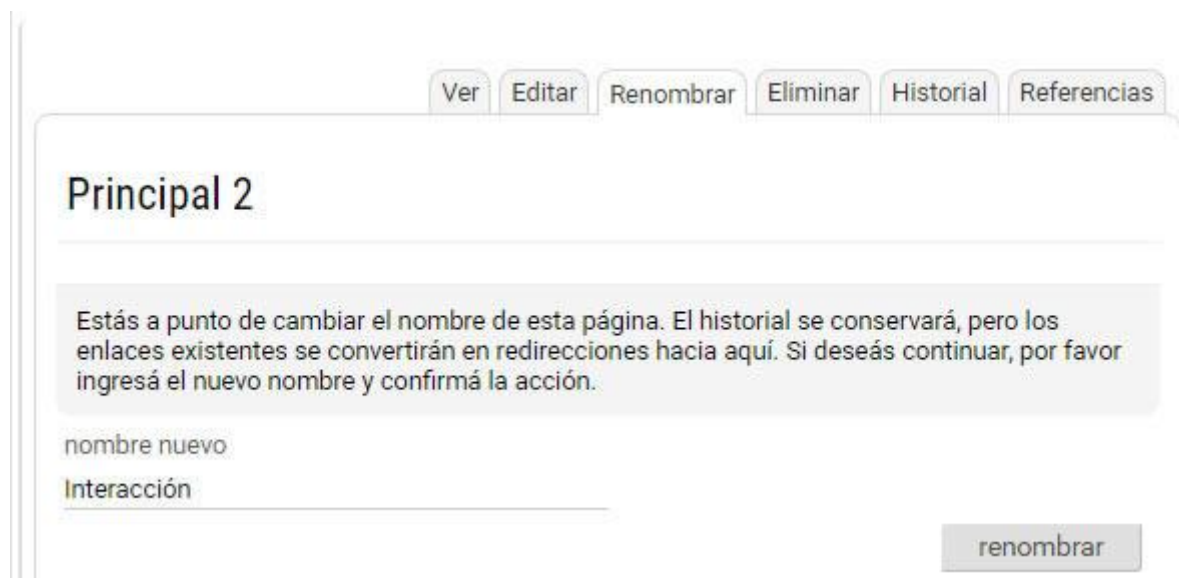 Ver Editar Renombrar Eliminar Historial Referencias
Principal 2
Estás a punto de cambiar el nombre de esta página. El historial se conservará, pero los
enlaces existentes se convertirán en redirecciones hacia aquí. Si deseás continuar, por favor
ingresá el nuevo nombre y confirmá la acción.
nombre nuevo
Interacción
renombrar